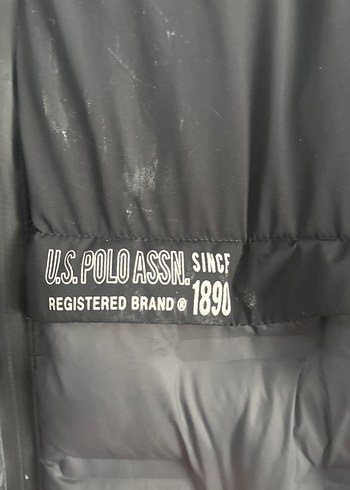 U.S. POLO ASSN. SINCE
REGISTERED BRAND ® 1890